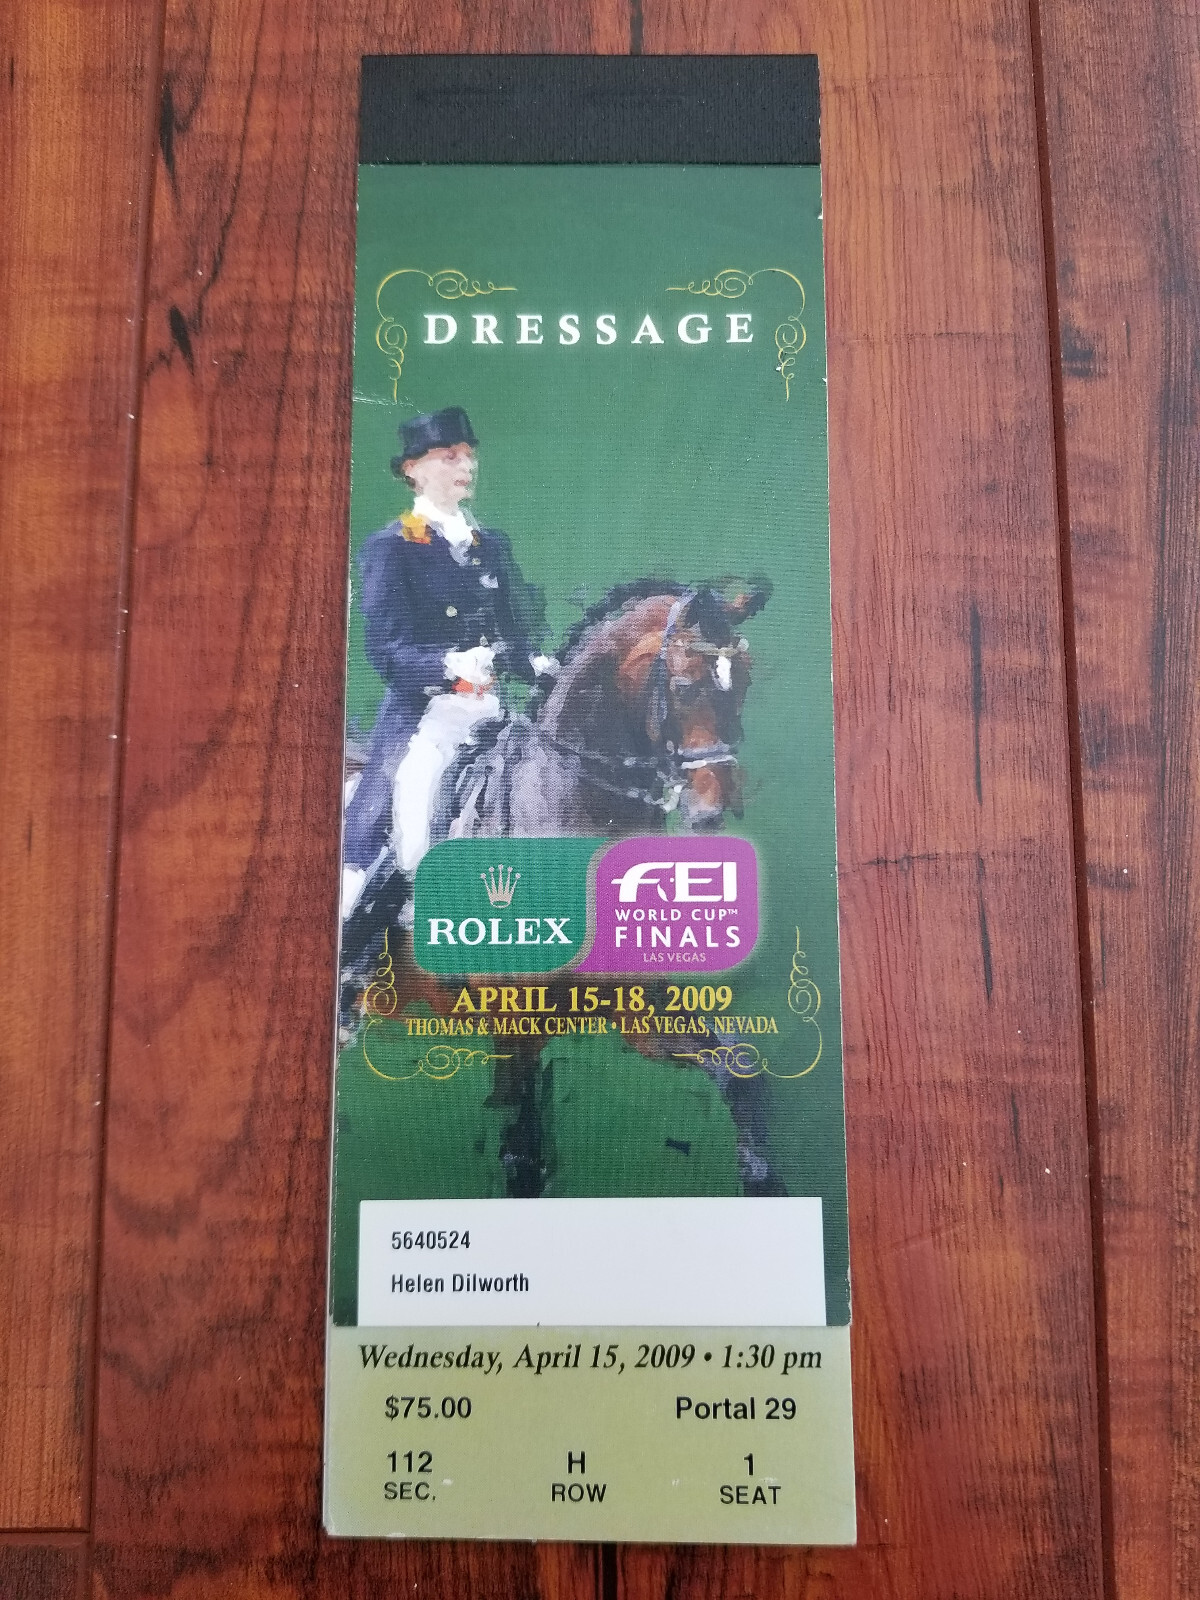 DRESSAGE
ROLEX
FEI
WORLD CUP™
FINALS
LAS VEGAS
APRIL 15-18, 2009
THOMAS & MACK CENTER • LAS VEGAS, NEVADA
5640524
Helen Dilworth
Wednesday, April 15, 2009 • 1:30 pm
$75.00 Portal 29
112 H 1
SEC. ROW SEAT